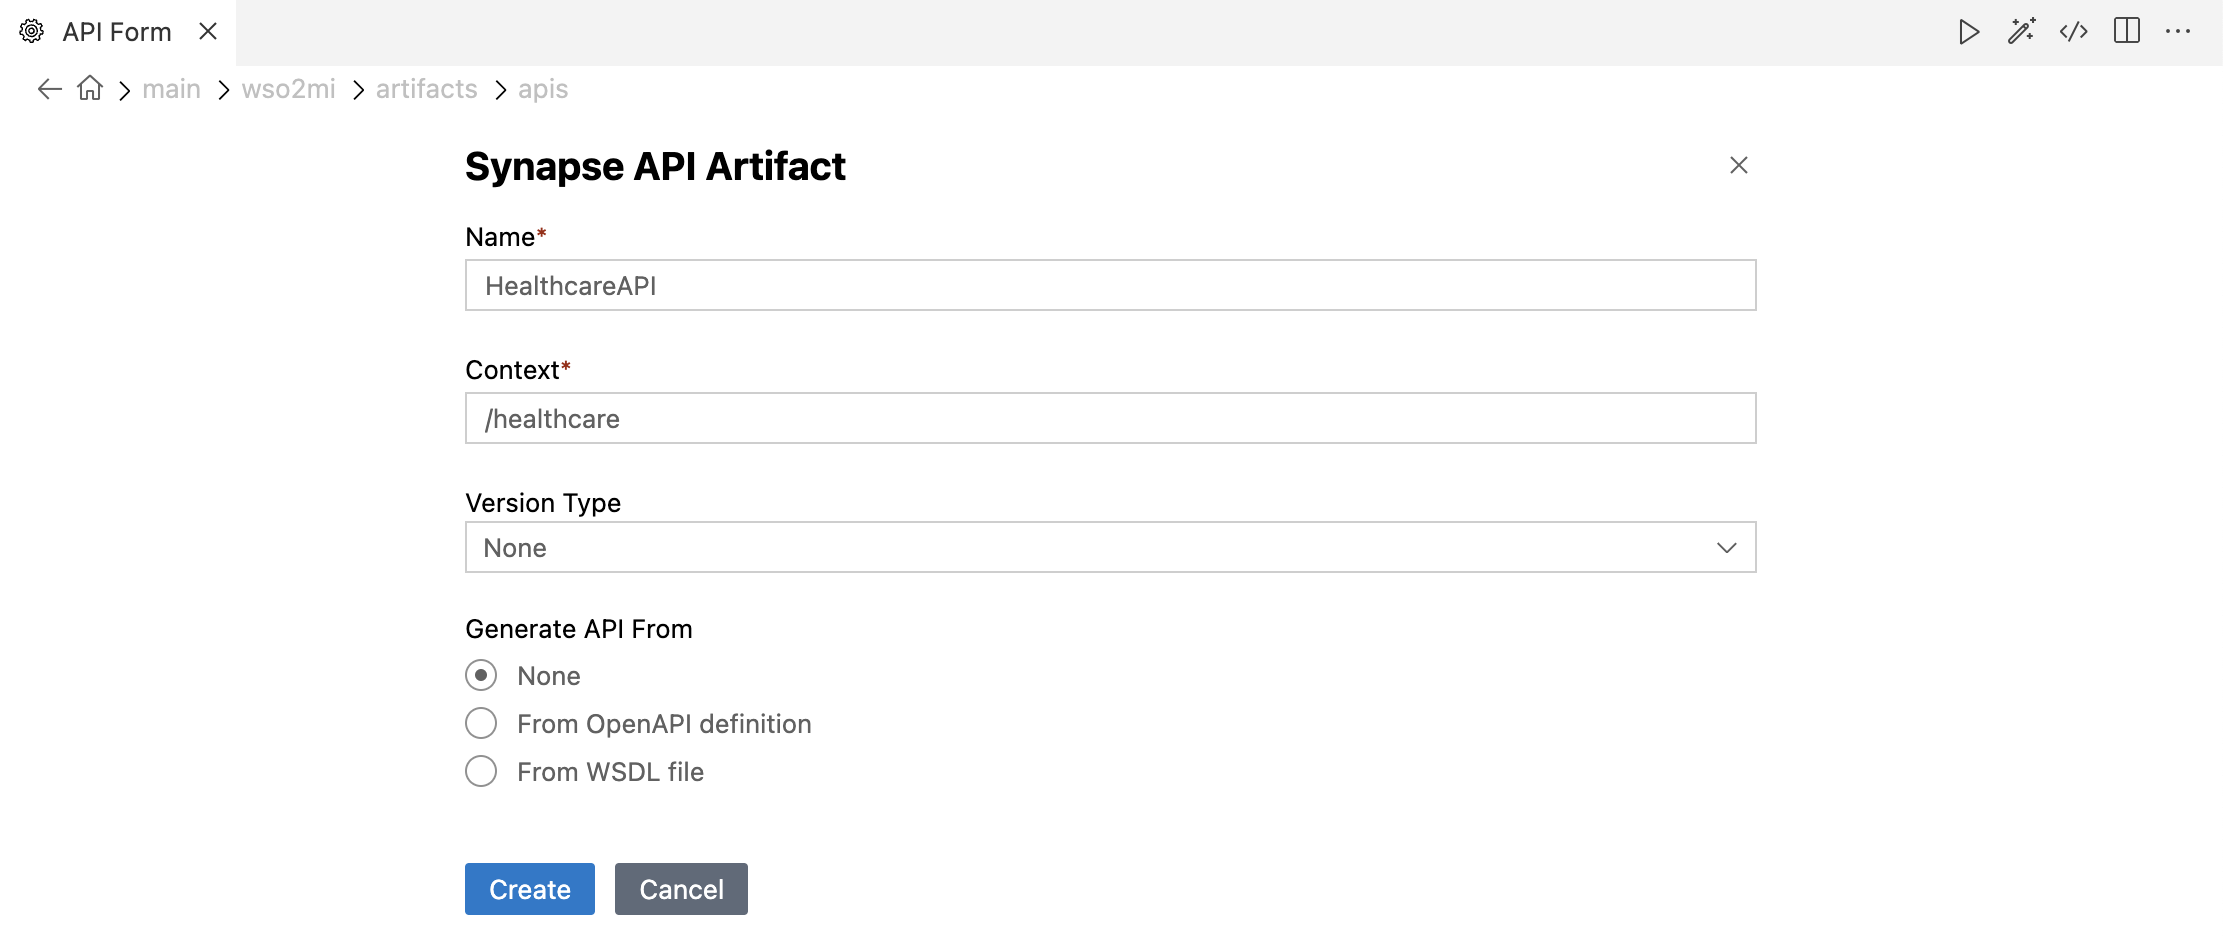 API Form
main wso2mi artifacts apis
Synapse API Artifact
Name*
HealthcareAPI
Context*
/healthcare
Version Type
None
Generate API From
None
From OpenAPI definition
From WSDL file
Create Cancel